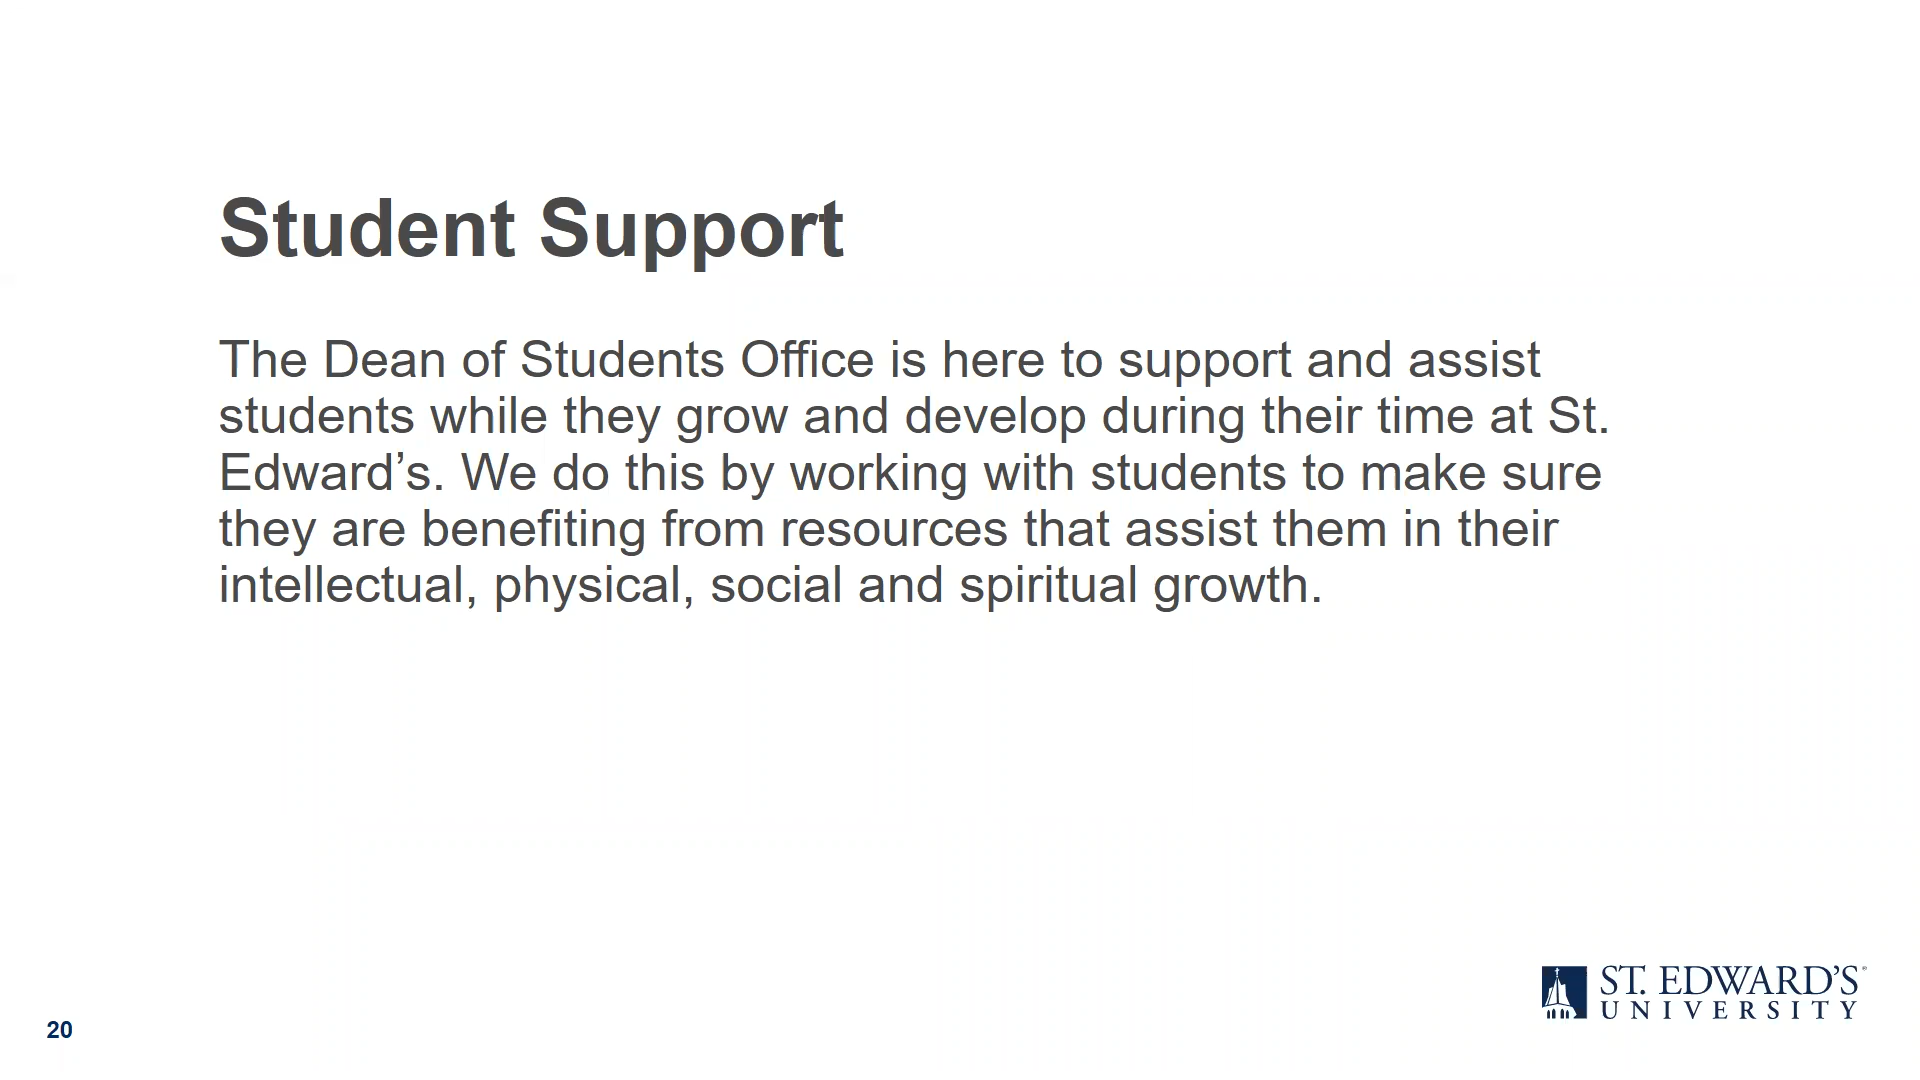 Student Support
The Dean of Students Office is here to support and assist
students while they grow and develop during their time at St.
Edward’s. We do this by working with students to make sure
they are benefiting from resources that assist them in their
intellectual, physical, social and spiritual growth.
ST. EDWARD’S®
UNIVERSITY
20